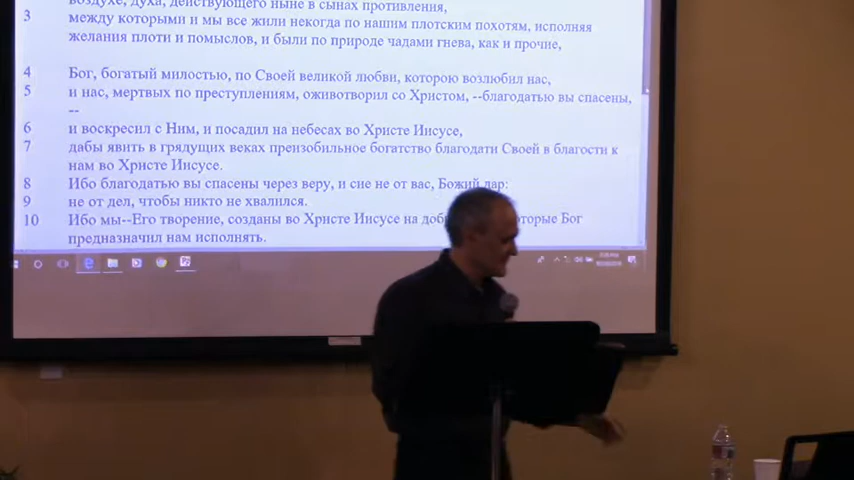 воздухе, духа, действующего ныне в сынах противления,
3 между которыми и мы все жили некогда по нашим плотским похотям, исполняя
желания плоти и помыслов, и были по природе чадами гнева, как и прочие,
4 Бог, богатый милостью, по Своей великой любви, которою возлюбил нас,
5 и нас, мертвых по преступлениям, оживотворил со Христом, --благодатью вы спасены,
--
6 и воскресил с Ним, и посадил на небесах во Христе Иисусе,
7 дабы явить в грядущих веках преизобильное богатство благодати Своей в благости к
нам во Христе Иисусе.
8 Ибо благодатью вы спасены через веру, и сие не от вас, Божий дар:
9 не от дел, чтобы никто не хвалился.
10 Ибо мы--Его творение, созданы во Христе Иисусе на которые Бог
предназначил нам исполнять.